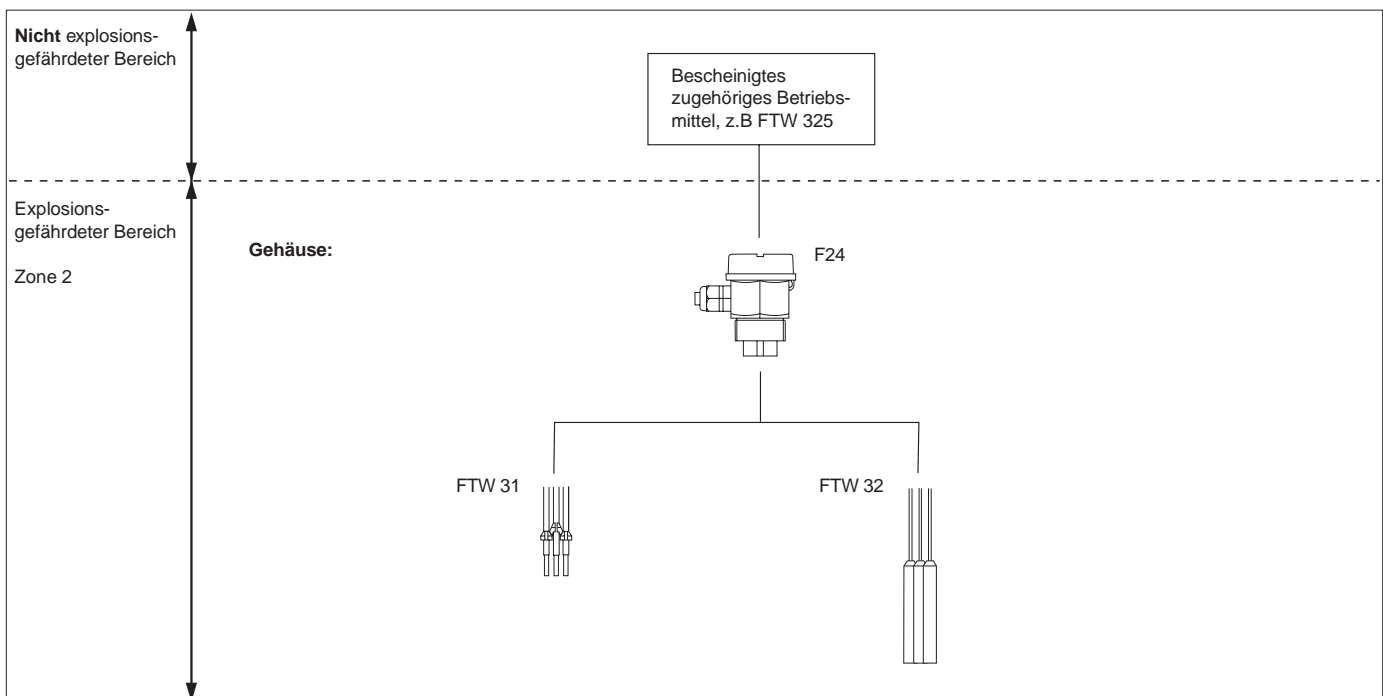 Nicht explosions-
gefährdeter Bereich
Bescheinigtes
zugehöriges Betriebs-
mittel, z.B FTW 325
Explosions-
gefährdeter Bereich
Zone 2
Gehäuse:
F24
FTW 31
FTW 32